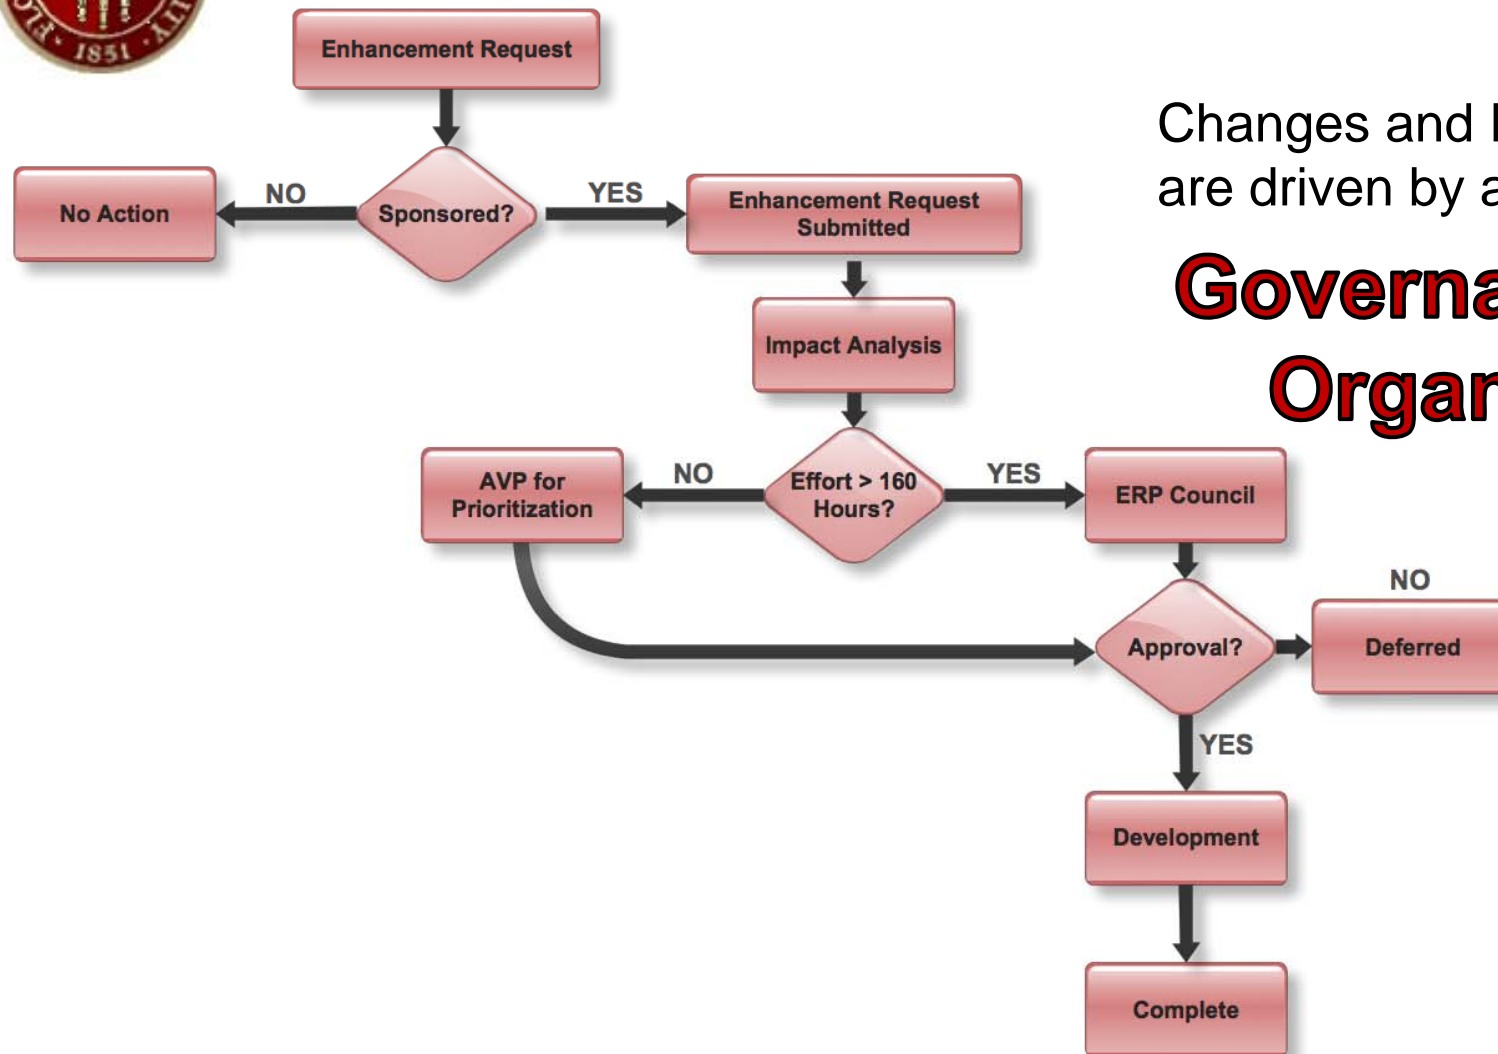 1851
Enhancement Request
Changes and
are driven by
No Action
NO
Sponsored?
YES
Enhancement Request
Submitted
Impact Analysis
AVP for
Prioritization
NO
Effort > 160
Hours?
YES
ERP Council
Approval?
NO
Deferred
YES
Development
Complete